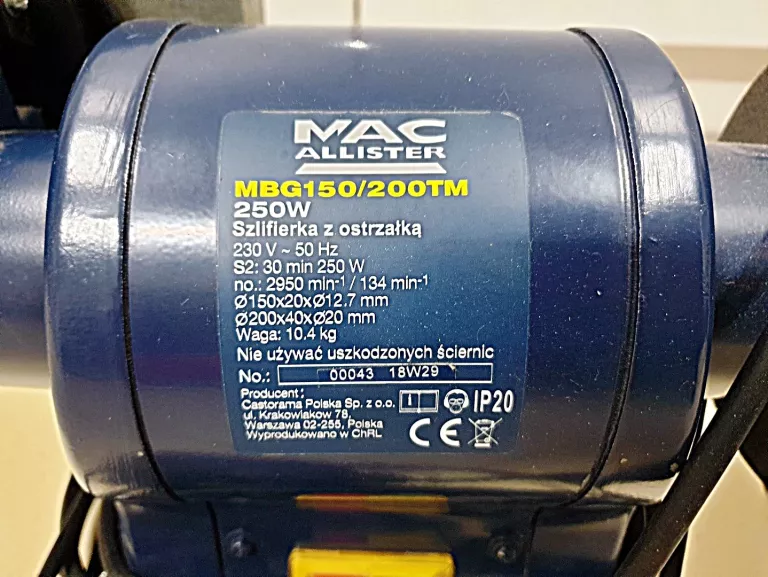 MAC
ALLISTER
MBG150/200TM
250W
Szlifierka z ostrzałką
230 V ~ 50 Hz
S2: 30 min 250 W
no.: 2950 min-1 / 134 min-1
Ø150x20xØ12.7 mm
Ø200x40xØ20 mm
Waga: 10.4 kg
Nie używać uszkodzonych ściernic
No.: 00043 18W29
Producent:
Castorama Polska Sp. z o.o.
ul. Krakowiakow 78,
Warszawa 02-255, Polska
Wyprodukowano w ChRL
IP20
CE